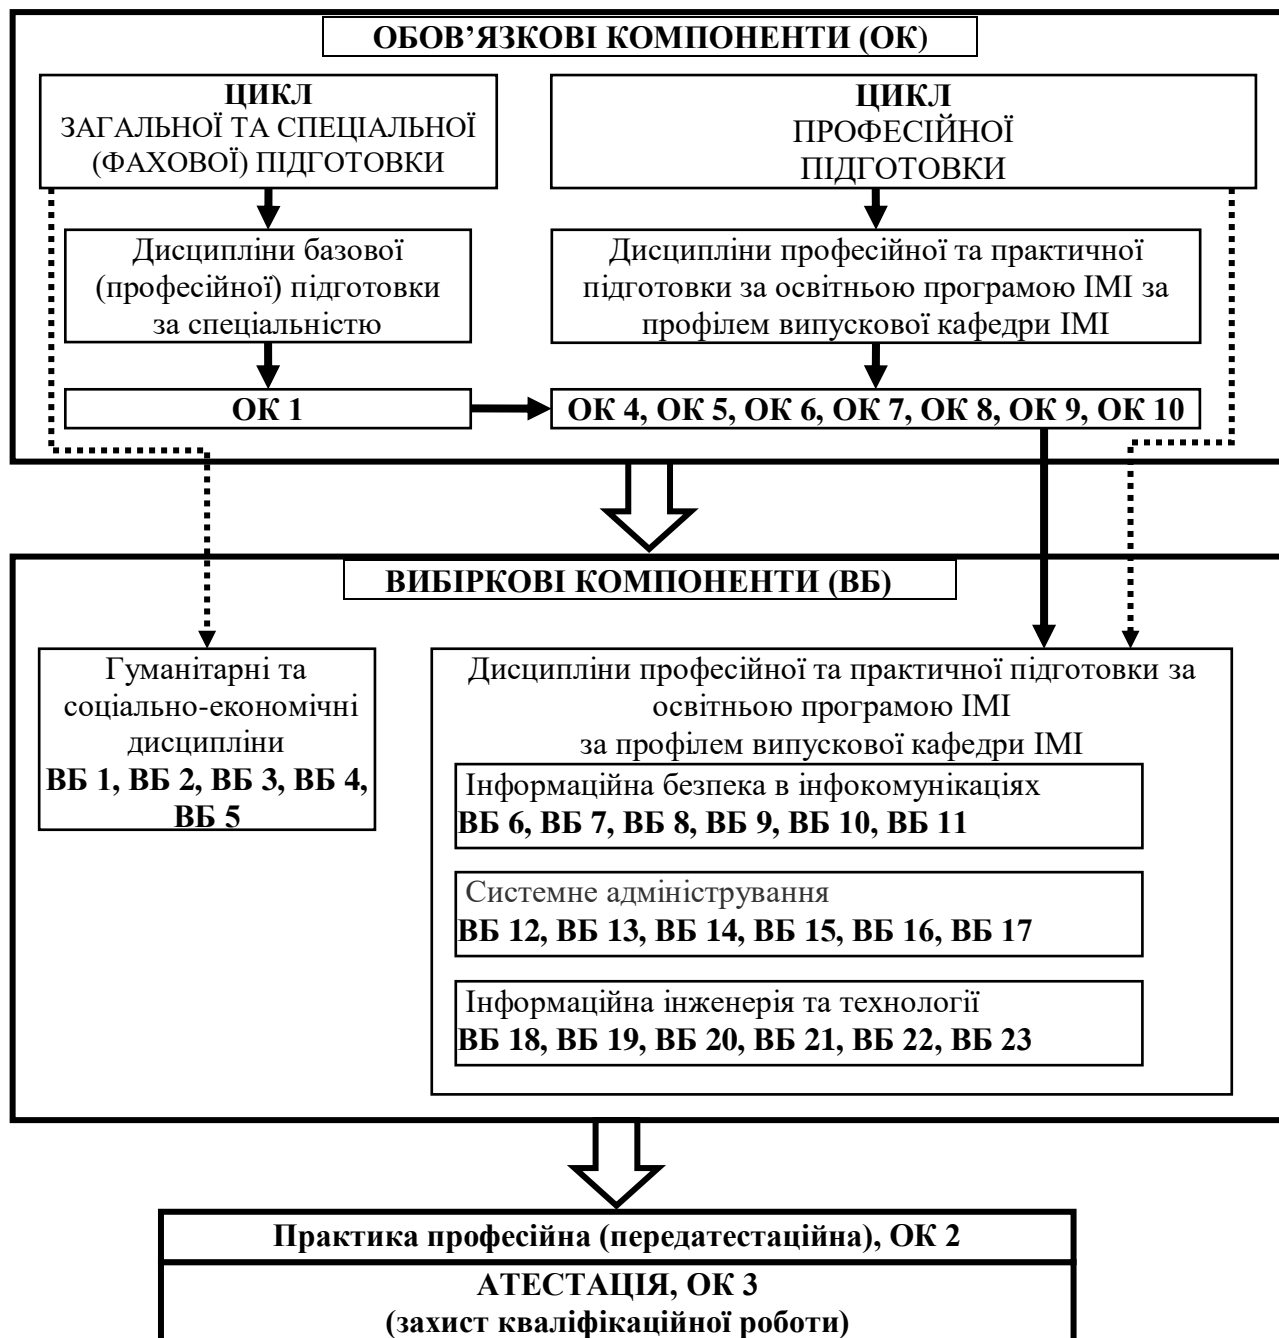 ОБОВ’ЯЗКОВІ КОМПОНЕНТИ (ОК)
ЦИКЛ
ЗАГАЛЬНОЇ ТА СПЕЦІАЛЬНОЇ
(ФАХОВОЇ) ПІДГОТОВКИ
ЦИКЛ
ПРОФЕСІЙНОЇ
ПІДГОТОВКИ
Дисципліни базової
(професійної) підготовки
за спеціальністю
Дисципліни професійної та практичної
підготовки за освітньою програмою ІМІ за
профілем випускової кафедри ІМІ
ОК 1
ОК 4, ОК 5, ОК 6, ОК 7, ОК 8, ОК 9, ОК 10
ВИБІРКОВІ КОМПОНЕНТИ (ВБ)
Гуманітарні та
соціально-економічні
дисципліни
ВБ 1, ВБ 2, ВБ 3, ВБ 4,
ВБ 5
Дисципліни професійної та практичної підготовки за
освітньою програмою ІМІ
за профілем випускової кафедри ІМІ
Інформаційна безпека в інфокомунікаціях
ВБ 6, ВБ 7, ВБ 8, ВБ 9, ВБ 10, ВБ 11
Системне адміністрування
ВБ 12, ВБ 13, ВБ 14, ВБ 15, ВБ 16, ВБ 17
Інформаційна інженерія та технології
ВБ 18, ВБ 19, ВБ 20, ВБ 21, ВБ 22, ВБ 23
Практика професійна (передатестаційна), ОК 2
АТЕСТАЦІЯ, ОК 3
(захист кваліфікаційної роботи)